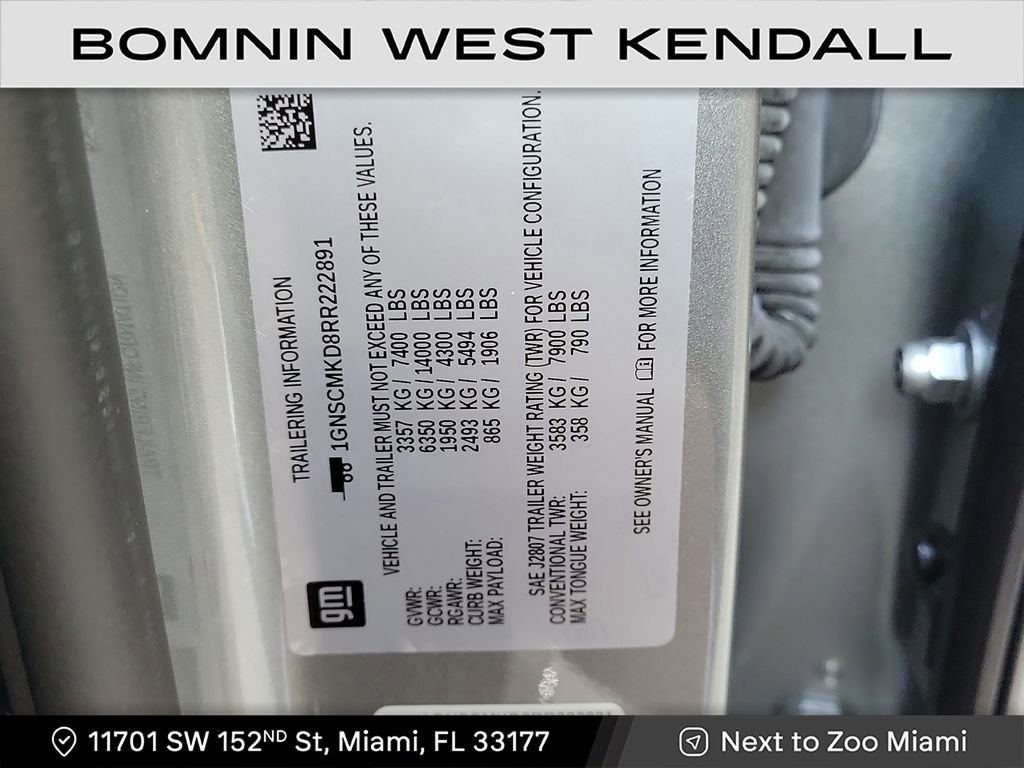 BOMNIN WEST KENDALL
TRAILERING INFORMATION
1GNSCMKD8RR222891
gm
VEHICLE AND TRAILER MUST NOT EXCEED ANY OF THESE VALUES.
GVWR: 3357 KG / 7400 LBS
GCWR: 6350 KG / 14000 LBS
RGAWR: 1950 KG / 4300 LBS
CURB WEIGHT: 2493 KG / 5494 LBS
MAX PAYLOAD: 865 KG / 1906 LBS
SAE J2807 TRAILER WEIGHT RATING (TWR) FOR VEHICLE CONFIGURATION.
CONVENTIONAL TWR: 3583 KG / 7900 LBS
MAX TONGUE WEIGHT: 358 KG / 790 LBS
SEE OWNER'S MANUAL FOR MORE INFORMATION
11701 SW 152ND St, Miami, FL 33177
Next to Zoo Miami